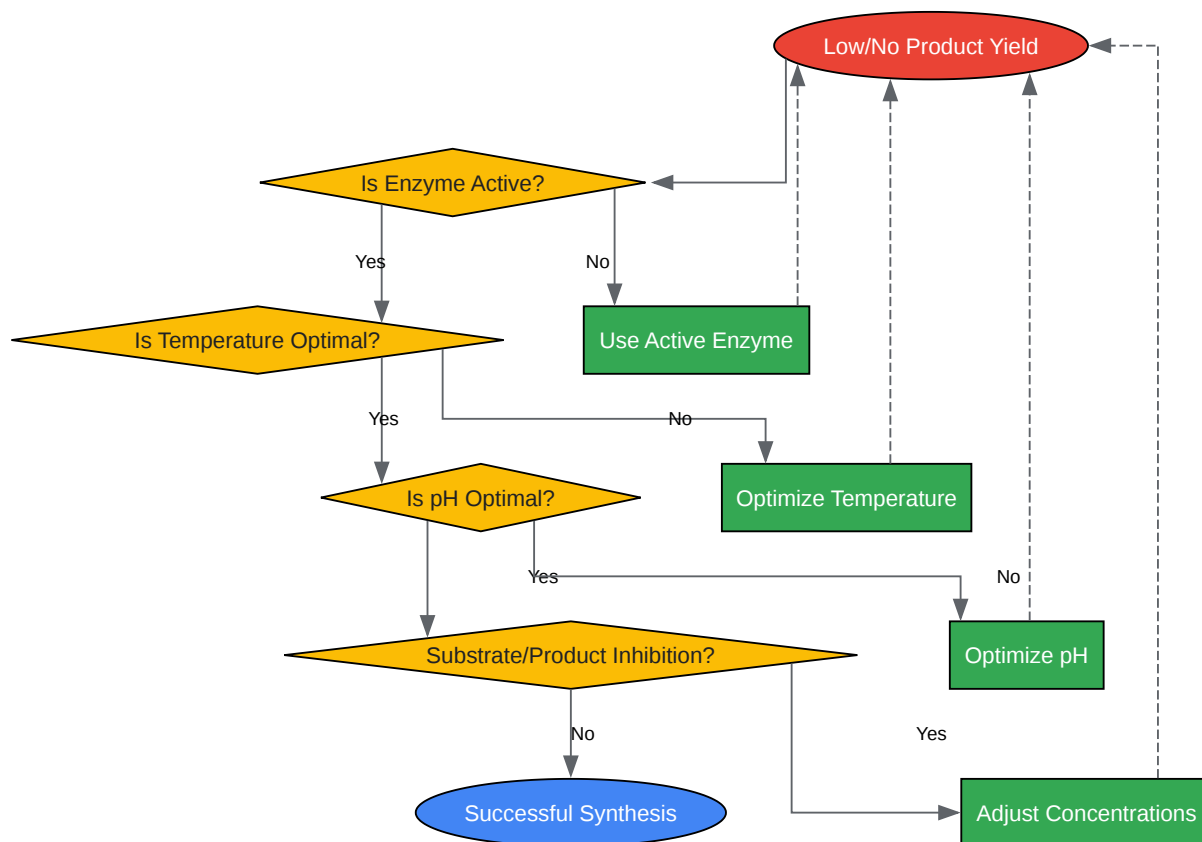 Low/No Product Yield
Is Enzyme Active?
Yes
No
Is Temperature Optimal?
Use Active Enzyme
Yes
No
Is pH Optimal?
Optimize Temperature
Yes
No
Substrate/Product Inhibition?
Optimize pH
No
Yes
Successful Synthesis
Adjust Concentrations